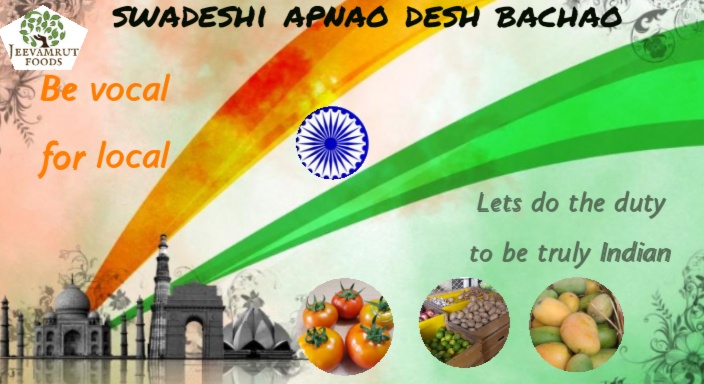 SWADESHI APNAO DESH BACHAO
JEEVAMRUT
FOODS
Be vocal
for local
Lets do the duty
to be truly Indian